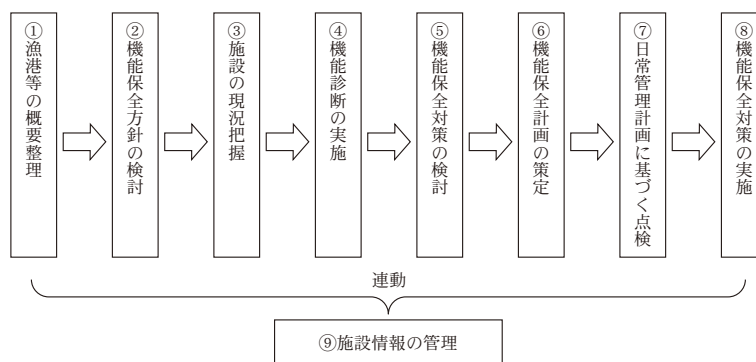 ①漁港等の概要整理
②機能保全方針の検討
③施設の現況把握
④機能診断の実施
⑤機能保全対策の検討
⑥機能保全計画の策定
⑦日常管理計画に基づく点検
⑧機能保全対策の実施
連動
⑨施設情報の管理